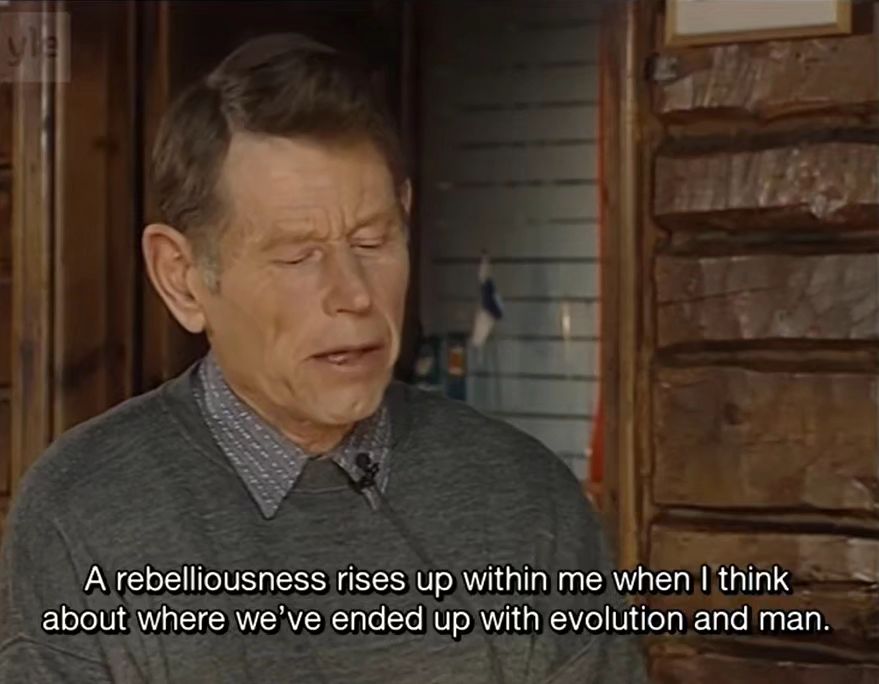 yle
A rebelliousness rises up within me when I think
about where we've ended up with evolution and man.